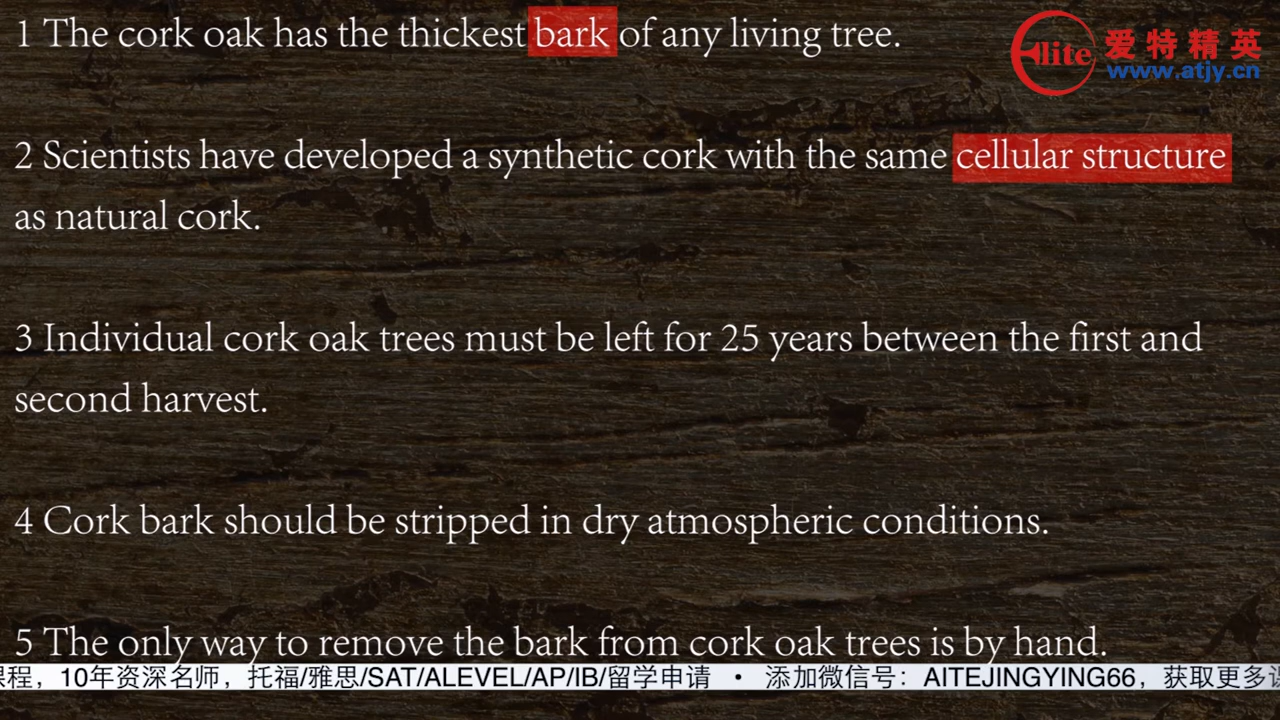 1 The cork oak has the thickest bark of any living tree.
Elite 爱特精英
www.atjy.cn
2 Scientists have developed a synthetic cork with the same cellular structure
as natural cork.
3 Individual cork oak trees must be left for 25 years between the first and
second harvest.
4 Cork bark should be stripped in dry atmospheric conditions.
5 The only way to remove the bark from cork oak trees is by hand.
程，10年资深名师，托福/雅思/SAT/ALEVEL/AP/IB/留学申请 • 添加微信号：AITEJINGYING66，获取更多